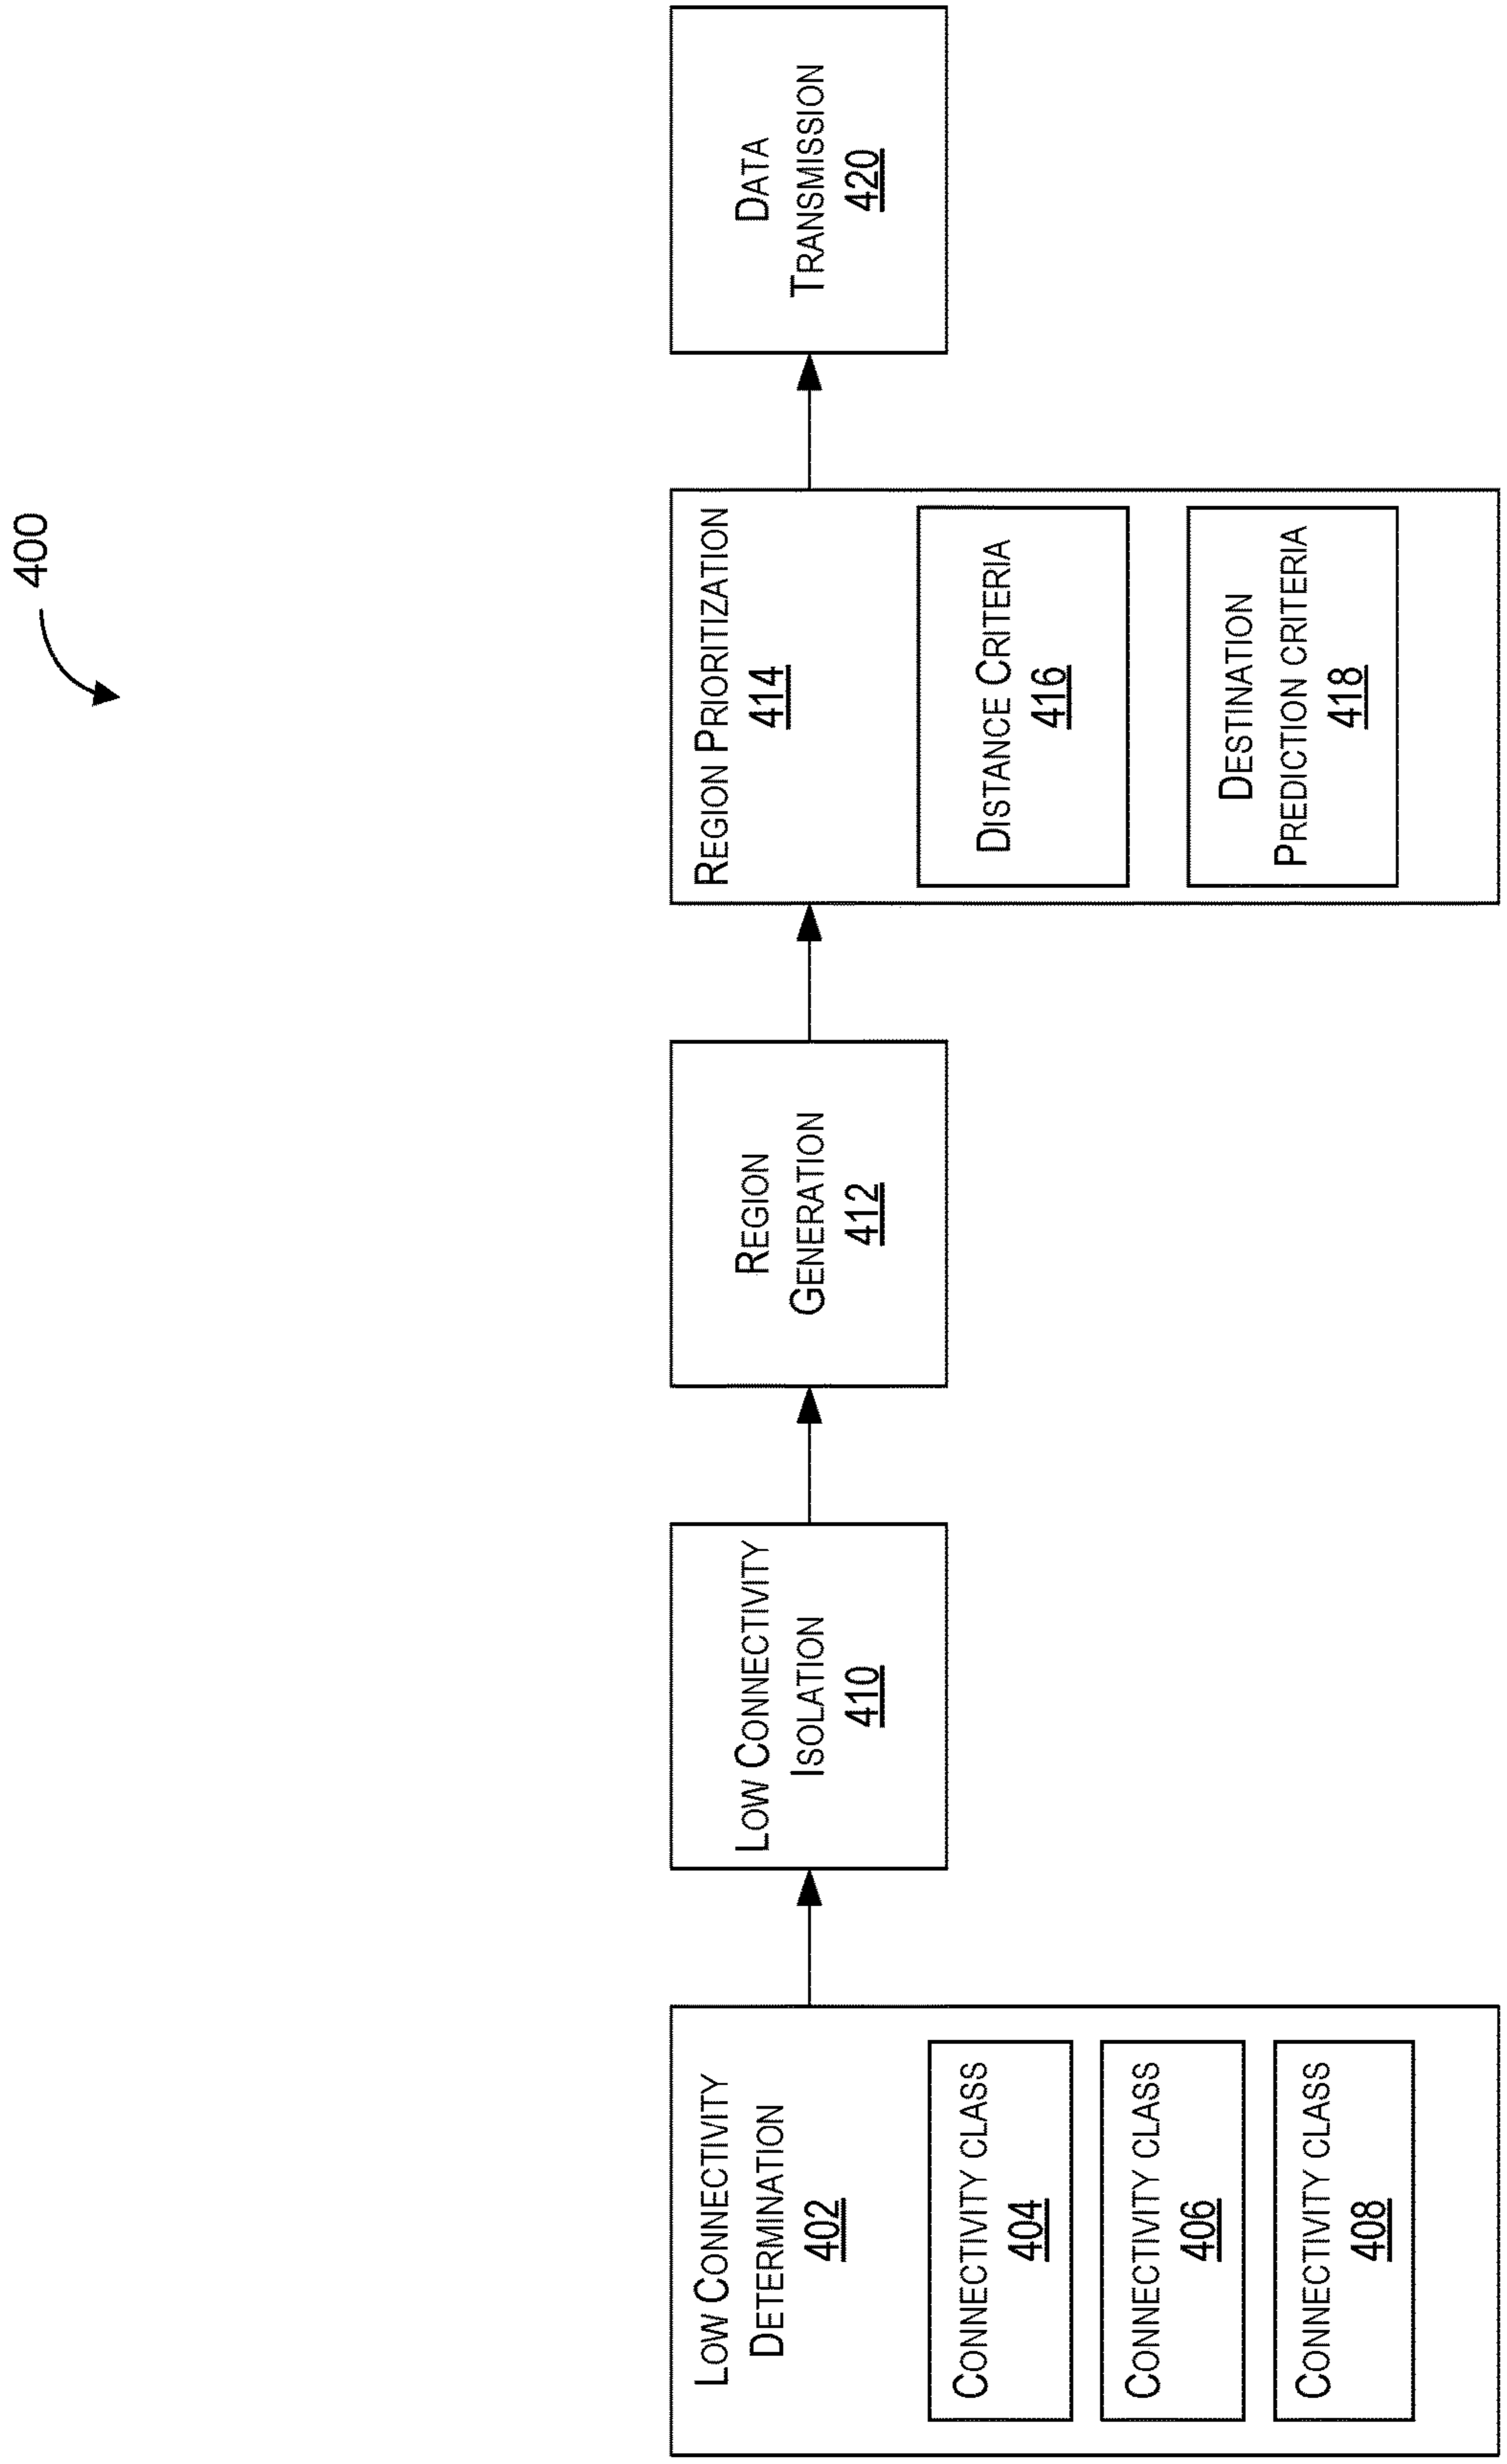 400
LOW CONNECTIVITY
DETERMINATION
402
CONNECTIVITY CLASS
404
CONNECTIVITY CLASS
406
CONNECTIVITY CLASS
408
LOW CONNECTIVITY
ISOLATION
410
REGION
GENERATION
412
REGION PRIORITIZATION
414
DISTANCE CRITERIA
416
DESTINATION
PREDICTION CRITERIA
418
DATA
TRANSMISSION
420